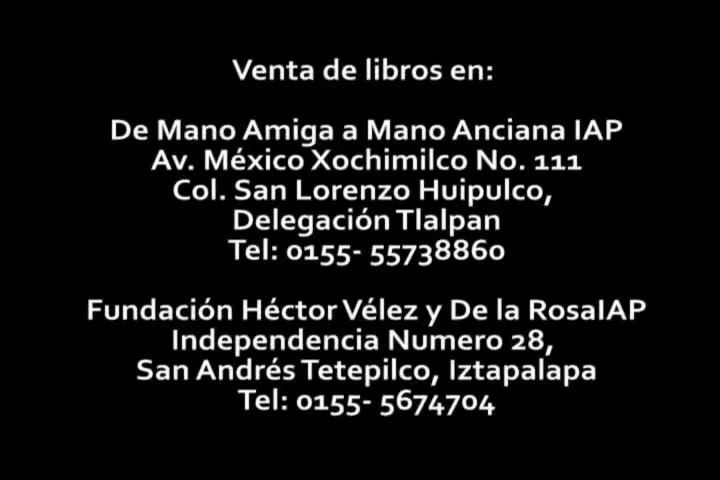 Venta de libros en:
De Mano Amiga a Mano Anciana IAP
Av. México Xochimilco No. 111
Col. San Lorenzo Huipulco,
Delegación Tlalpan
Tel: 0155- 55738860
Fundación Héctor Vélez y De la RosaIAP
Independencia Numero 28,
San Andrés Tetepilco, Iztapalapa
Tel: 0155- 5674704